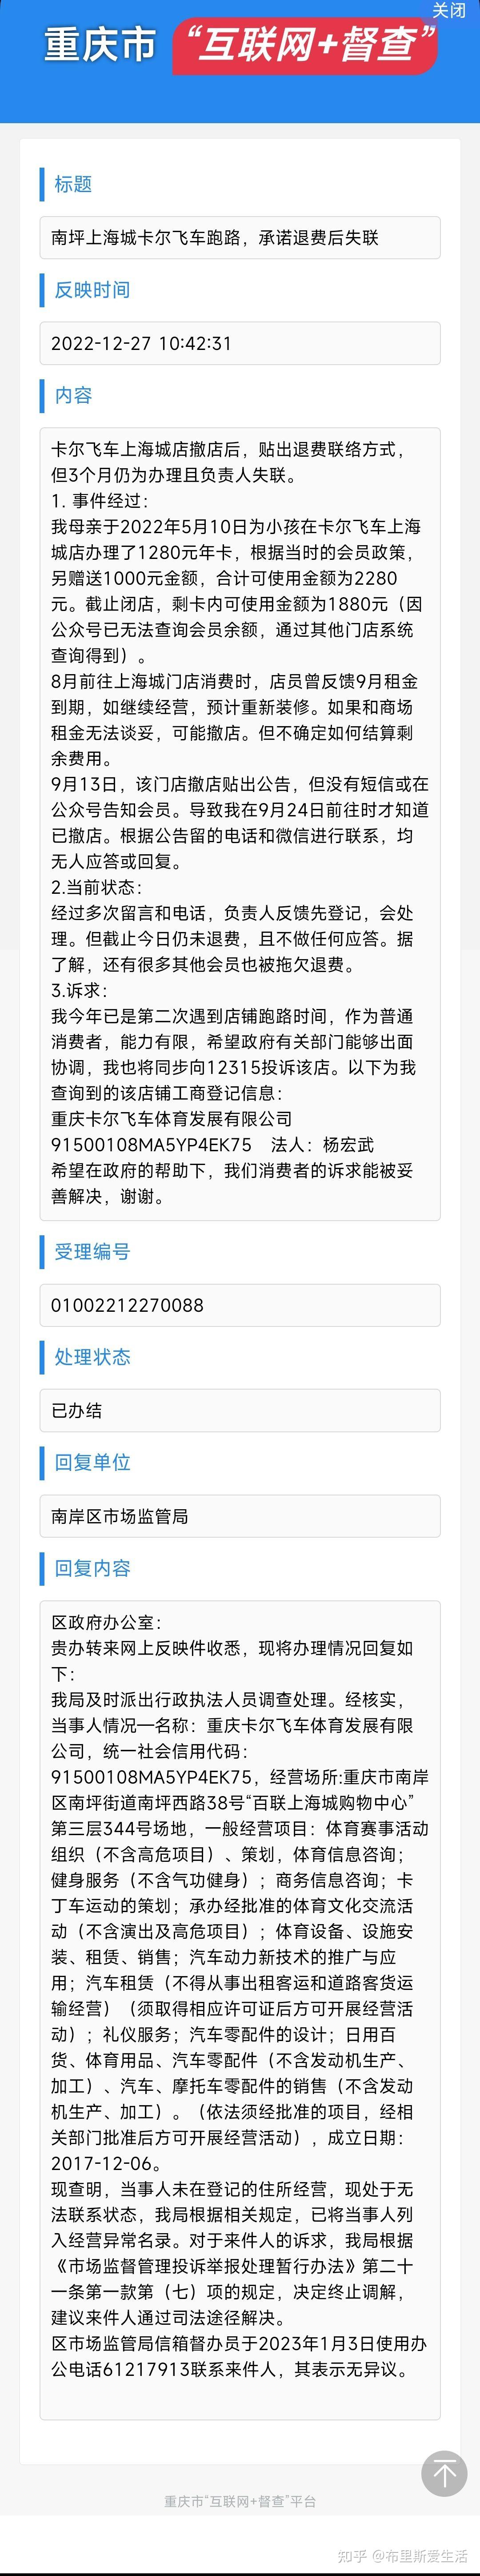 关闭
重庆市 “互联网+督查”
标题
南坪上海城卡尔飞车跑路，承诺退费后失联
反映时间
2022-12-27 10:42:31
内容
卡尔飞车上海城店撤店后，贴出退费联络方式，
但3个月仍为办理且负责人失联。
1. 事件经过：
我母亲于2022年5月10日为小孩在卡尔飞车上海
城店办理了1280元年卡，根据当时的会员政策，
另赠送1000元金额，合计可使用金额为2280
元。截止闭店，剩卡内可使用金额为1880元（因
公众号已无法查询会员余额，通过其他门店系统
查询得到）。
8月前往上海城门店消费时，店员曾反馈9月租金
到期，如继续经营，预计重新装修。如果和商场
租金无法谈妥，可能撤店。但不确定如何结算剩
余费用。
9月13日，该门店撤店贴出公告，但没有短信或在
公众号告知会员。导致我在9月24日前往时才知道
已撤店。根据公告留的电话和微信进行联系，均
无人应答或回复。
2.当前状态：
经过多次留言和电话，负责人反馈先登记，会处
理。但截止今日仍未退费，且不做任何应答。据
了解，还有很多其他会员也被拖欠退费。
3.诉求：
我今年已是第二次遇到店铺跑路时间，作为普通
消费者，能力有限，希望政府有关部门能够出面
协调，我也将同步向12315投诉该店。以下为我
查询到的该店铺工商登记信息：
重庆卡尔飞车体育发展有限公司
91500108MA5YP4EK75 法人：杨宏武
希望在政府的帮助下，我们消费者的诉求能被妥
善解决，谢谢。
受理编号
01002212270088
处理状态
已办结
回复单位
南岸区市场监管局
回复内容
区政府办公室：
贵办转来网上反映件收悉，现将办理情况回复如
下：
我局及时派出行政执法人员调查处理。经核实，
当事人情况—名称：重庆卡尔飞车体育发展有限
公司，统一社会信用代码：
91500108MA5YP4EK75，经营场所:重庆市南岸
区南坪街道南坪西路38号“百联上海城购物中心”
第三层344号场地，一般经营项目：体育赛事活动
组织（不含高危项目）、策划，体育信息咨询；
健身服务（不含气功健身）；商务信息咨询；卡
丁车运动的策划；承办经批准的体育文化交流活
动（不含演出及高危项目）；体育设备、设施安
装、租赁、销售；汽车动力新技术的推广与应
用；汽车租赁（不得从事出租客运和道路客货运
输经营）（须取得相应许可证后方可开展经营活
动）；礼仪服务；汽车零配件的设计；日用百
货、体育用品、汽车零配件（不含发动机生产、
加工）、汽车、摩托车零配件的销售（不含发动
机生产、加工）。（依法须经批准的项目，经相
关部门批准后方可开展经营活动），成立日期：
2017-12-06。
现查明，当事人未在登记的住所经营，现处于无
法联系状态，我局根据相关规定，已将当事人列
入经营异常名录。对于来件人的诉求，我局根据
《市场监督管理投诉举报处理暂行办法》第二十
一条第一款第（七）项的规定，决定终止调解，
建议来件人通过司法途径解决。
区市场监管局信箱督办员于2023年1月3日使用办
公电话61217913联系来件人，其表示无异议。
重庆市“互联网+督查”平台
知乎 @布里斯爱生活